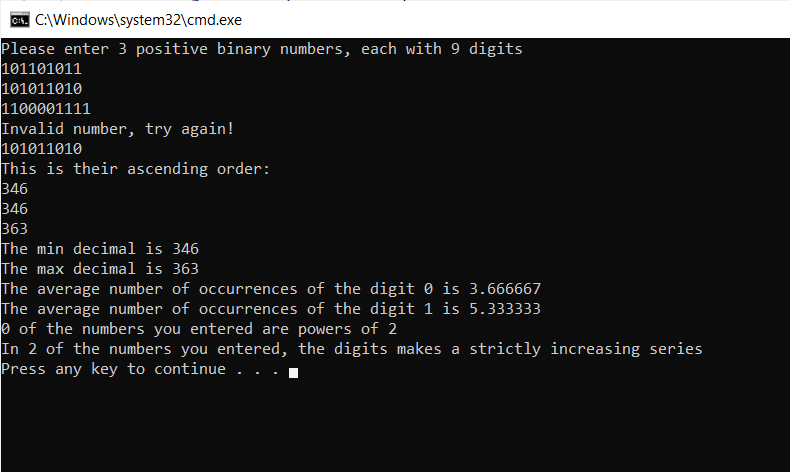 C:\Windows\system32\cmd.exe
Please enter 3 positive binary numbers, each with 9 digits
101101011
101011010
1100001111
Invalid number, try again!
101011010
This is their ascending order:
346
346
363
The min decimal is 346
The max decimal is 363
The average number of occurrences of the digit 0 is 3.666667
The average number of occurrences of the digit 1 is 5.333333
0 of the numbers you entered are powers of 2
In 2 of the numbers you entered, the digits makes a strictly increasing series
Press any key to continue . . .